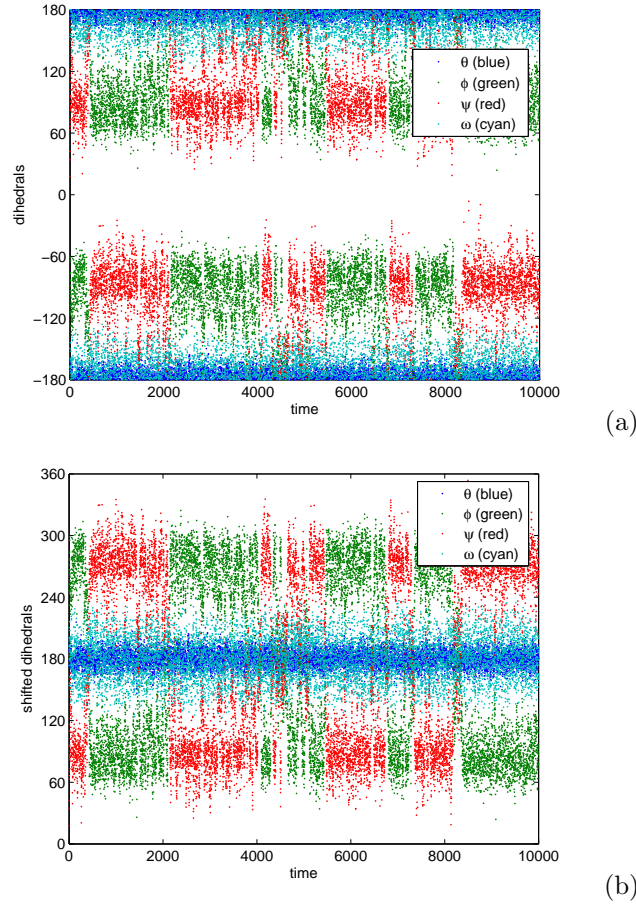 180
120
60
0
−60
−120
−180
dihedrals
θ (blue)
ϕ (green)
ψ (red)
ω (cyan)
0 2000 4000 6000 8000 10000
time
(a)
360
300
240
180
120
60
0
shifted dihedrals
θ (blue)
ϕ (green)
ψ (red)
ω (cyan)
0 2000 4000 6000 8000 10000
time
(b)